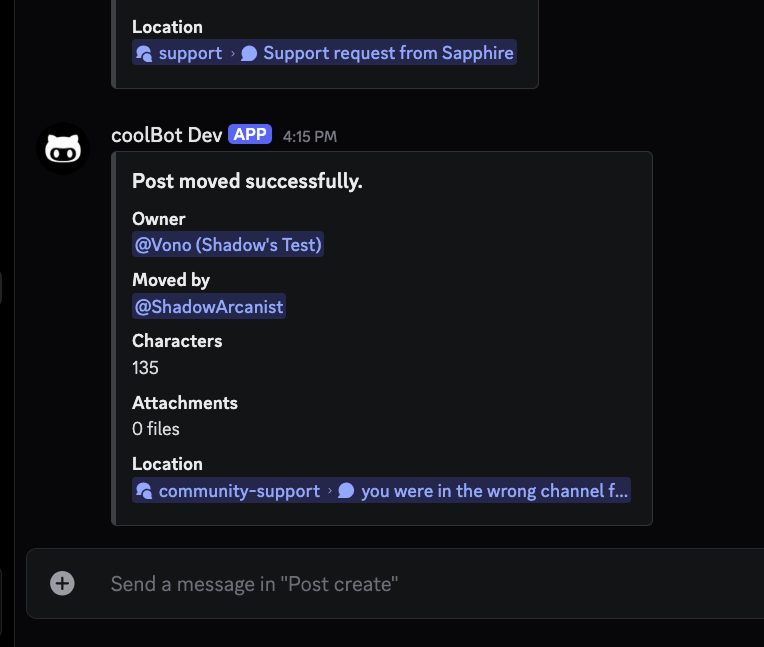 Location
support › Support request from Sapphire
coolBot Dev APP 4:15 PM
Post moved successfully.
Owner
@Vono (Shadow's Test)
Moved by
@ShadowArcanist
Characters
135
Attachments
0 files
Location
community-support › you were in the wrong channel f...
Send a message in "Post create"